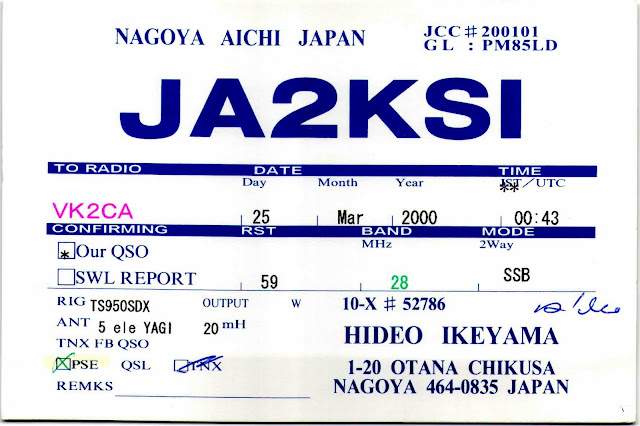 NAGOYA AICHI JAPAN JCC#200101
GL : PM85LD
JA2KSI
TO RADIO DATE TIME
Day Month Year **/UTC
VK2CA 25 Mar 2000 00:43
CONFIRMING RST BAND MODE
MHz 2Way
* Our QSO
SWL REPORT 59 28 SSB
RIG TS950SDX OUTPUT W 10-X # 52786
ANT 5 ele YAGI 20mH HIDEO IKEYAMA
TNX FB QSO
PSE QSL TNX 1-20 OTANA CHIKUSA
REMKS NAGOYA 464-0835 JAPAN